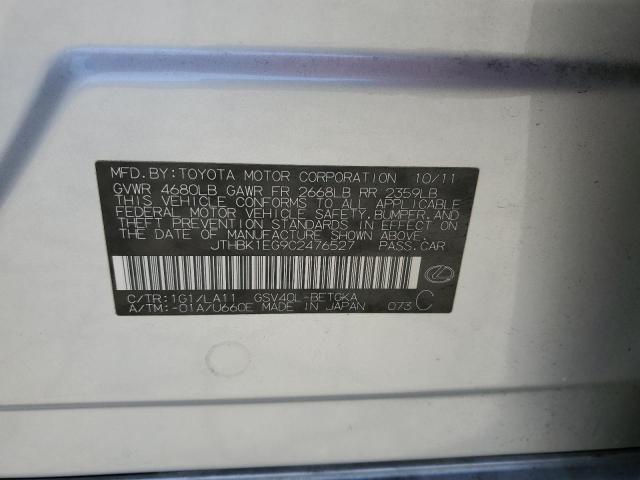 MFD. BY: TOYOTA MOTOR CORPORATION 10/11
GVWR 4680LB GAWR FR 2668LB RR 2359LB
THIS VEHICLE CONFORMS TO ALL APPLICABLE
FEDERAL MOTOR VEHICLE SAFETY, BUMPER, AND
THEFT PREVENTION STANDARDS IN EFFECT ON
THE DATE OF MANUFACTURE SHOWN ABOVE.
JTHBK1EG9C2476527 PASS.CAR
C/TR: 1G1/LA11 GSV40L-BETGKA
A/TM: -01A/U660E MADE IN JAPAN 073 C